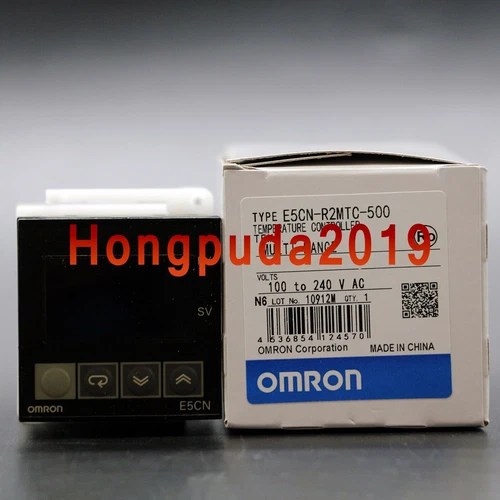 TYPE E5CN-R2MTC-500
TEMPERATURE CONTROLLER
Hongpuda2019
VOLTS
100 to 240 V AC
N6 LOT No. 10912M QTY. 1
4 536854 124570
OMRON Corporation MADE IN CHINA
OMRON
SV
OMRON E5CN